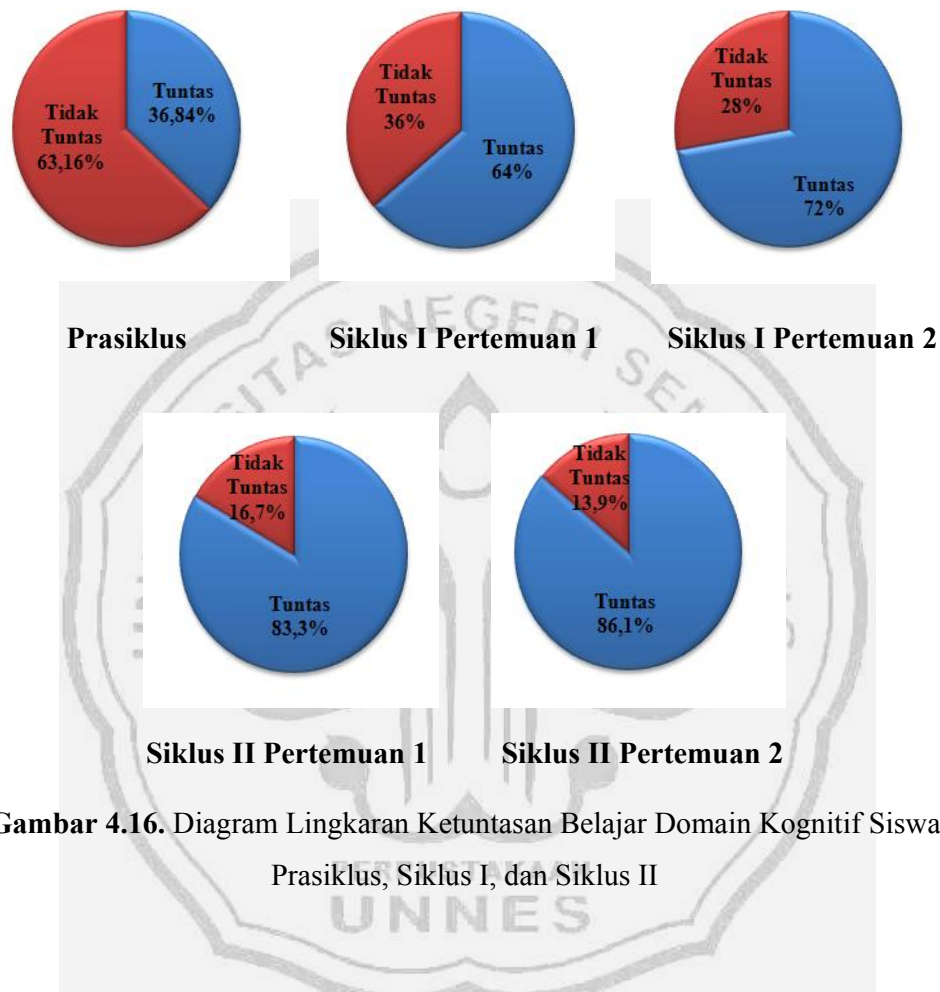 Tuntas
36,84%
Tidak
Tuntas
63,16%
Tidak
Tuntas
36%
Tuntas
64%
Tidak
Tuntas
28%
Tuntas
72%
Prasiklus
Siklus I Pertemuan 1
Siklus I Pertemuan 2
Tidak
Tuntas
16,7%
Tuntas
83,3%
Tidak
Tuntas
13,9%
Tuntas
86,1%
Siklus II Pertemuan 1
Siklus II Pertemuan 2
Gambar 4.16. Diagram Lingkaran Ketuntasan Belajar Domain Kognitif Siswa
Prasiklus, Siklus I, dan Siklus II
PERPUSTAKAAN
UNNES